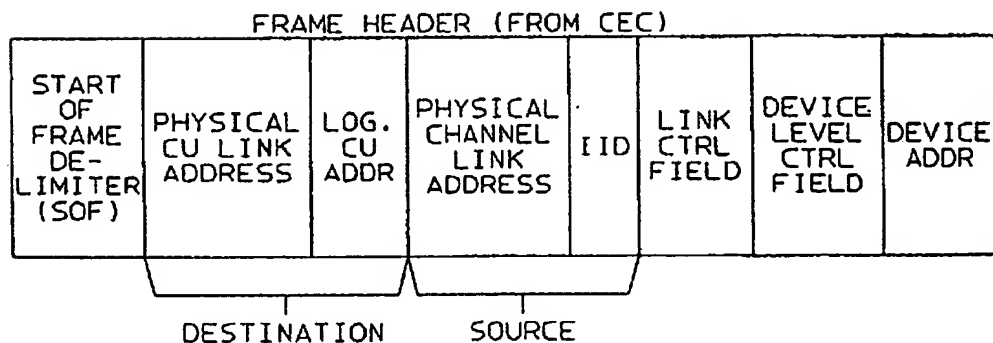 FRAME HEADER (FROM CEC)
START
OF
FRAME
DE-
LIMITER
(SOF)
PHYSICAL
CU LINK
ADDRESS
LOG.
CU
ADDR
PHYSICAL
CHANNEL
LINK
ADDRESS
IID
LINK
CTRL
FIELD
DEVICE
LEVEL
CTRL
FIELD
DEVICE
ADDR
DESTINATION
SOURCE